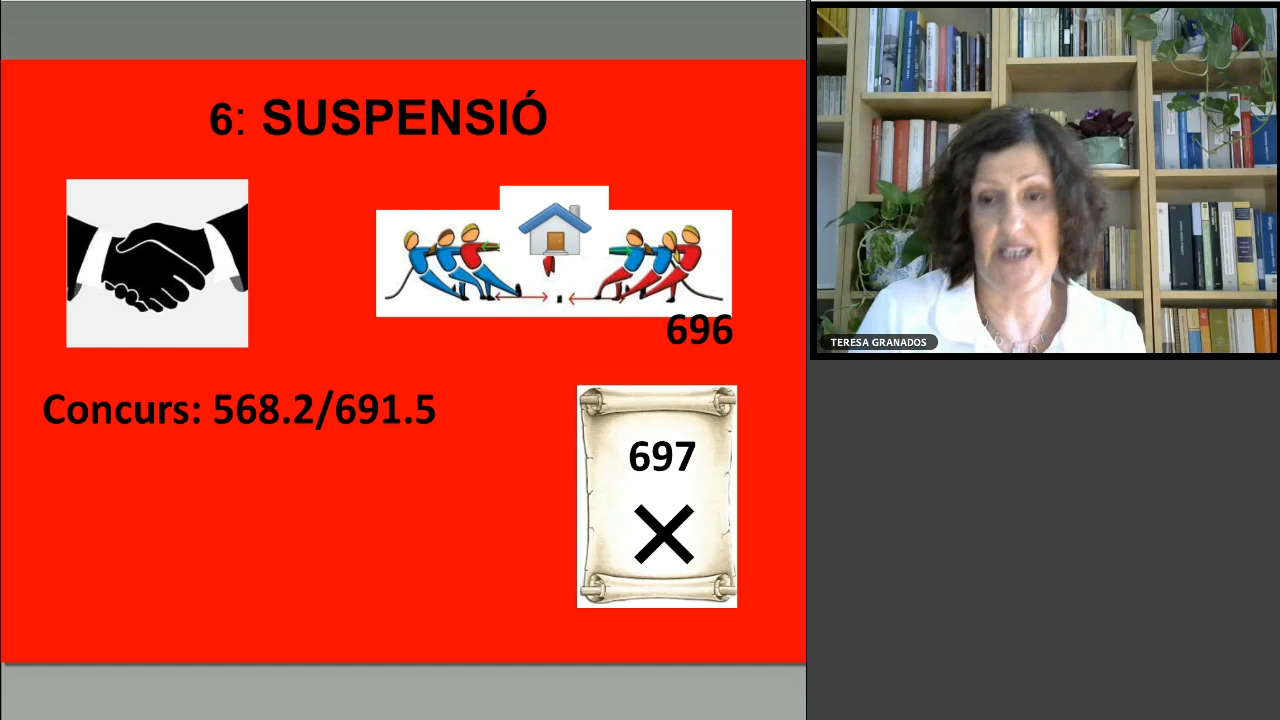 6: SUSPENSIÓ
696
Concurs: 568.2/691.5
697
TERESA GRANADOS